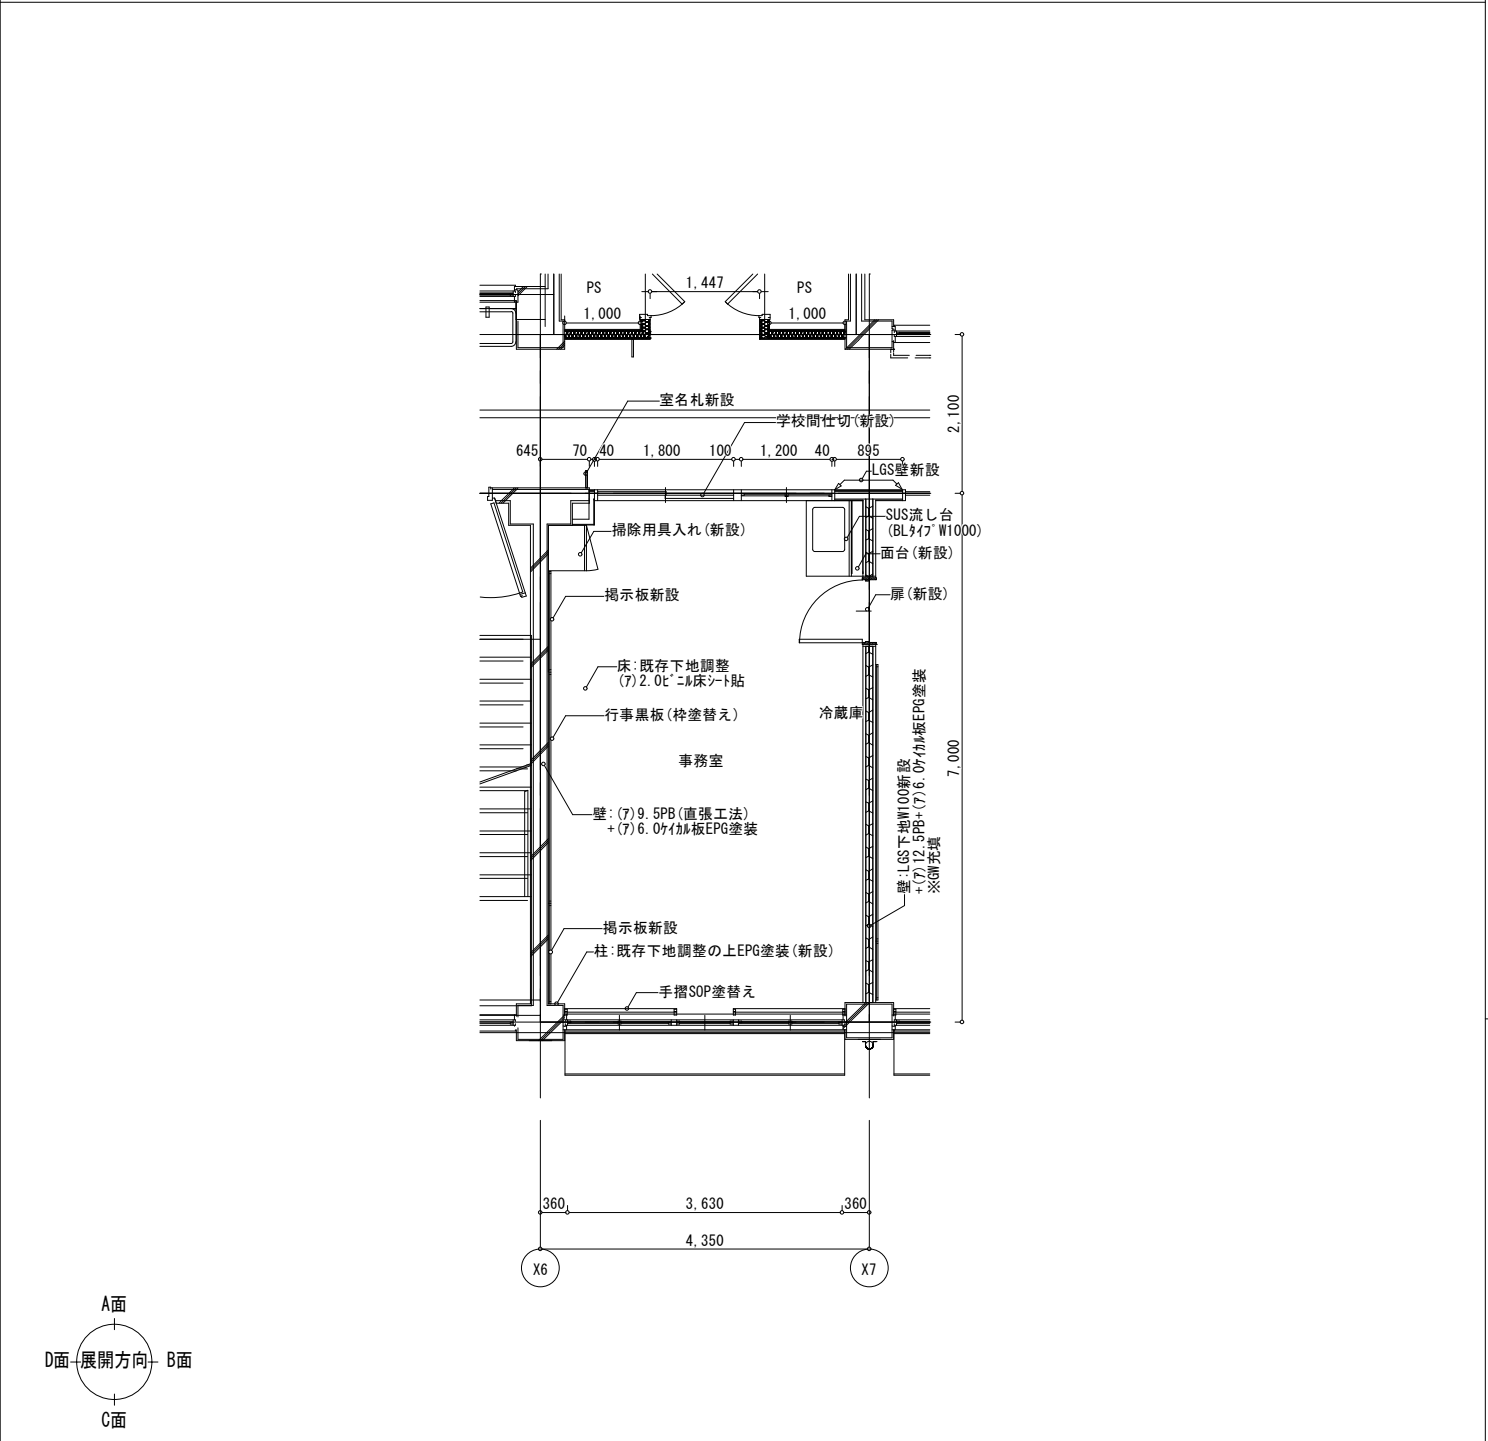 PS
1,447
PS
1,000
1,000
室名札新設
学校間仕切(新設)
2,100
645
70
40
1,800
100
1,200
40
895
LGS壁新設
SUS流し台
(BLﾀｲﾌﾟW1000)
掃除用具入れ(新設)
面台(新設)
掲示板新設
扉(新設)
床:既存下地調整
(ｱ)2.0ﾋﾞﾆﾙ床ｼｰﾄ貼
行事黒板(枠塗替え)
冷蔵庫
事務室
7,000
壁:LGS下地W100新設
+(ｱ)12.5PB+(ｱ)6.0ｹｲｶﾙ板EPG塗装
※GW充填
壁:(ｱ)9.5PB(直張工法)
+(ｱ)6.0ｹｲｶﾙ板EPG塗装
掲示板新設
柱:既存下地調整の上EPG塗装(新設)
手摺SOP塗替え
360
3,630
360
4,350
X6
X7
A面
D面
展開方向
B面
C面